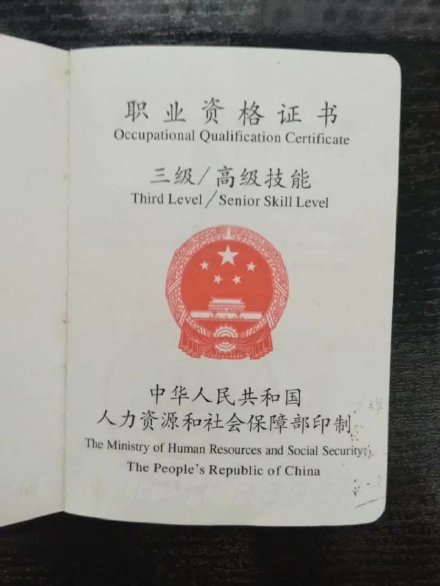 职业资格证书
Occupational Qualification Certificate
三级/高级技能
Third Level/Senior Skill Level
中华人民共和国
人力资源和社会保障部印制
The Ministry of Human Resources and Social Security,
The People's Republic of China